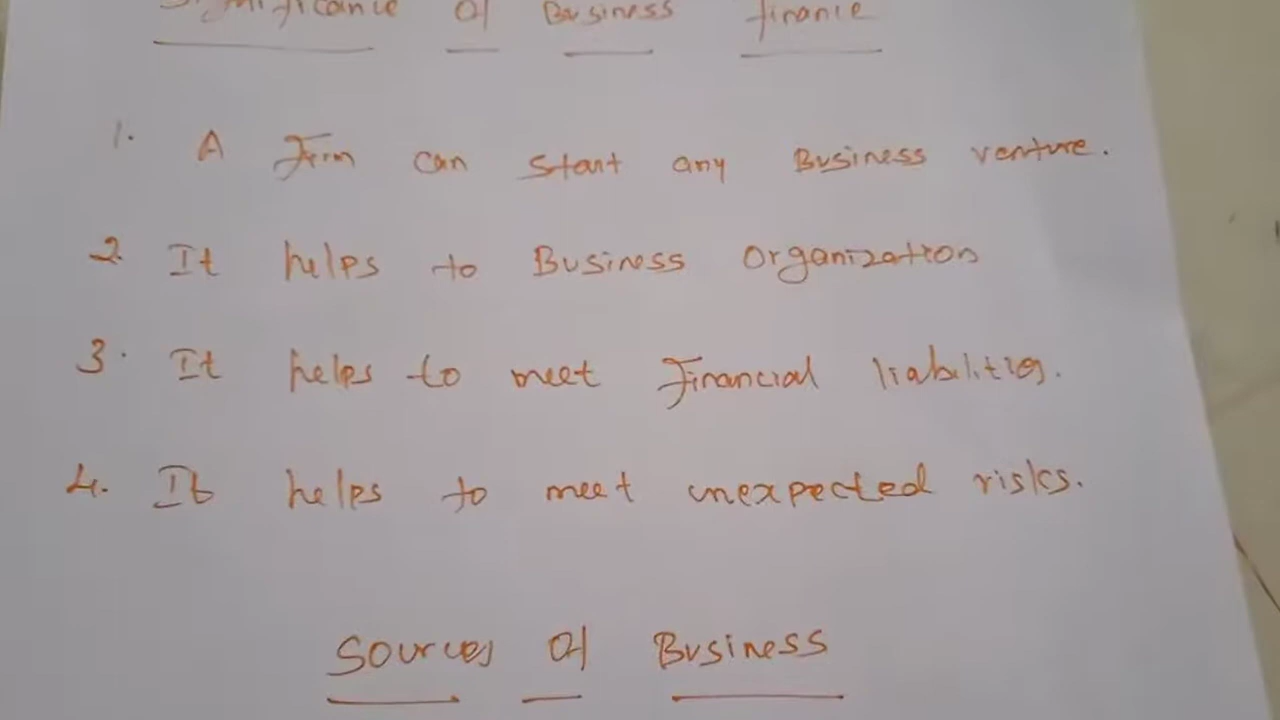 Significance of Business finance
1. A Firm can start any Business venture.
2. It helps to Business Organization
3. It helps to meet Financial liabilities.
4. It helps to meet unexpected risks.
Sources Of Business